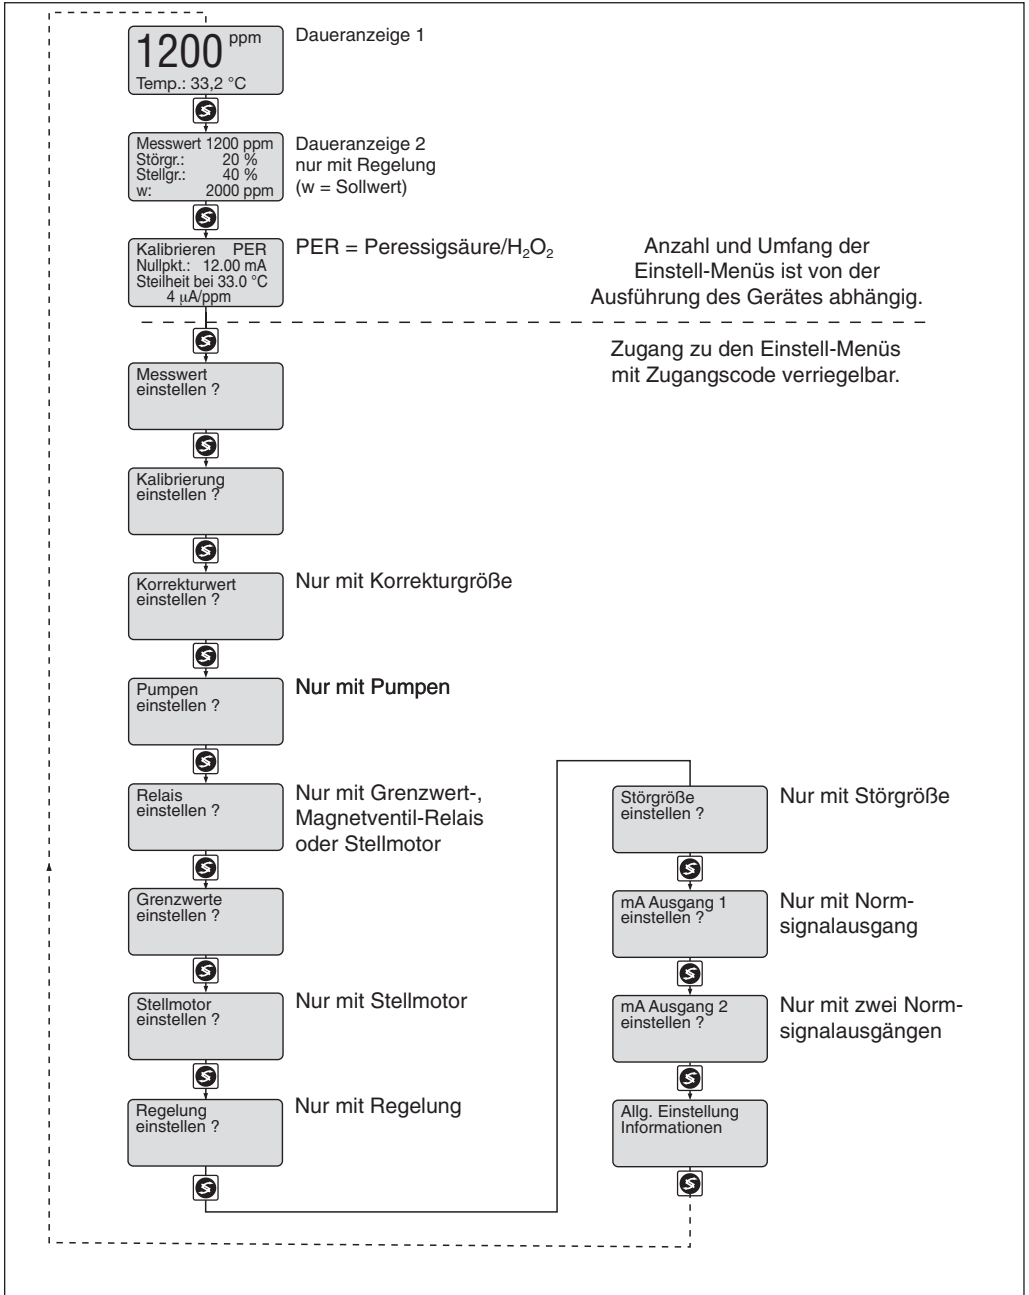 1200 ppm
Temp.: 33,2 °C
Daueranzeige 1
Messwert 1200 ppm
Störgr.: 20 %
Stellgr.: 40 %
w: 2000 ppm
Daueranzeige 2
nur mit Regelung
(w = Sollwert)
Kalibrieren PER
Nullpkt.: 12.00 mA
Steilheit bei 33.0 °C
4 µA/ppm
PER = Peressigsäure/H₂O₂
Anzahl und Umfang der
Einstell-Menüs ist von der
Ausführung des Gerätes abhängig.
Zugang zu den Einstell-Menüs
mit Zugangscode verriegelbar.
Messwert
einstellen ?
Kalibrierung
einstellen ?
Korrekturwert
einstellen ?
Nur mit Korrekturgröße
Pumpen
einstellen ?
Nur mit Pumpen
Relais
einstellen ?
Nur mit Grenzwert-,
Magnetventil-Relais
oder Stellmotor
Grenzwerte
einstellen ?
Stellmotor
einstellen ?
Nur mit Stellmotor
Regelung
einstellen ?
Nur mit Regelung
Störgröße
einstellen ?
Nur mit Störgröße
mA Ausgang 1
einstellen ?
Nur mit Norm-
signalausgang
mA Ausgang 2
einstellen ?
Nur mit zwei Norm-
signalausgängen
Allg. Einstellung
Informationen